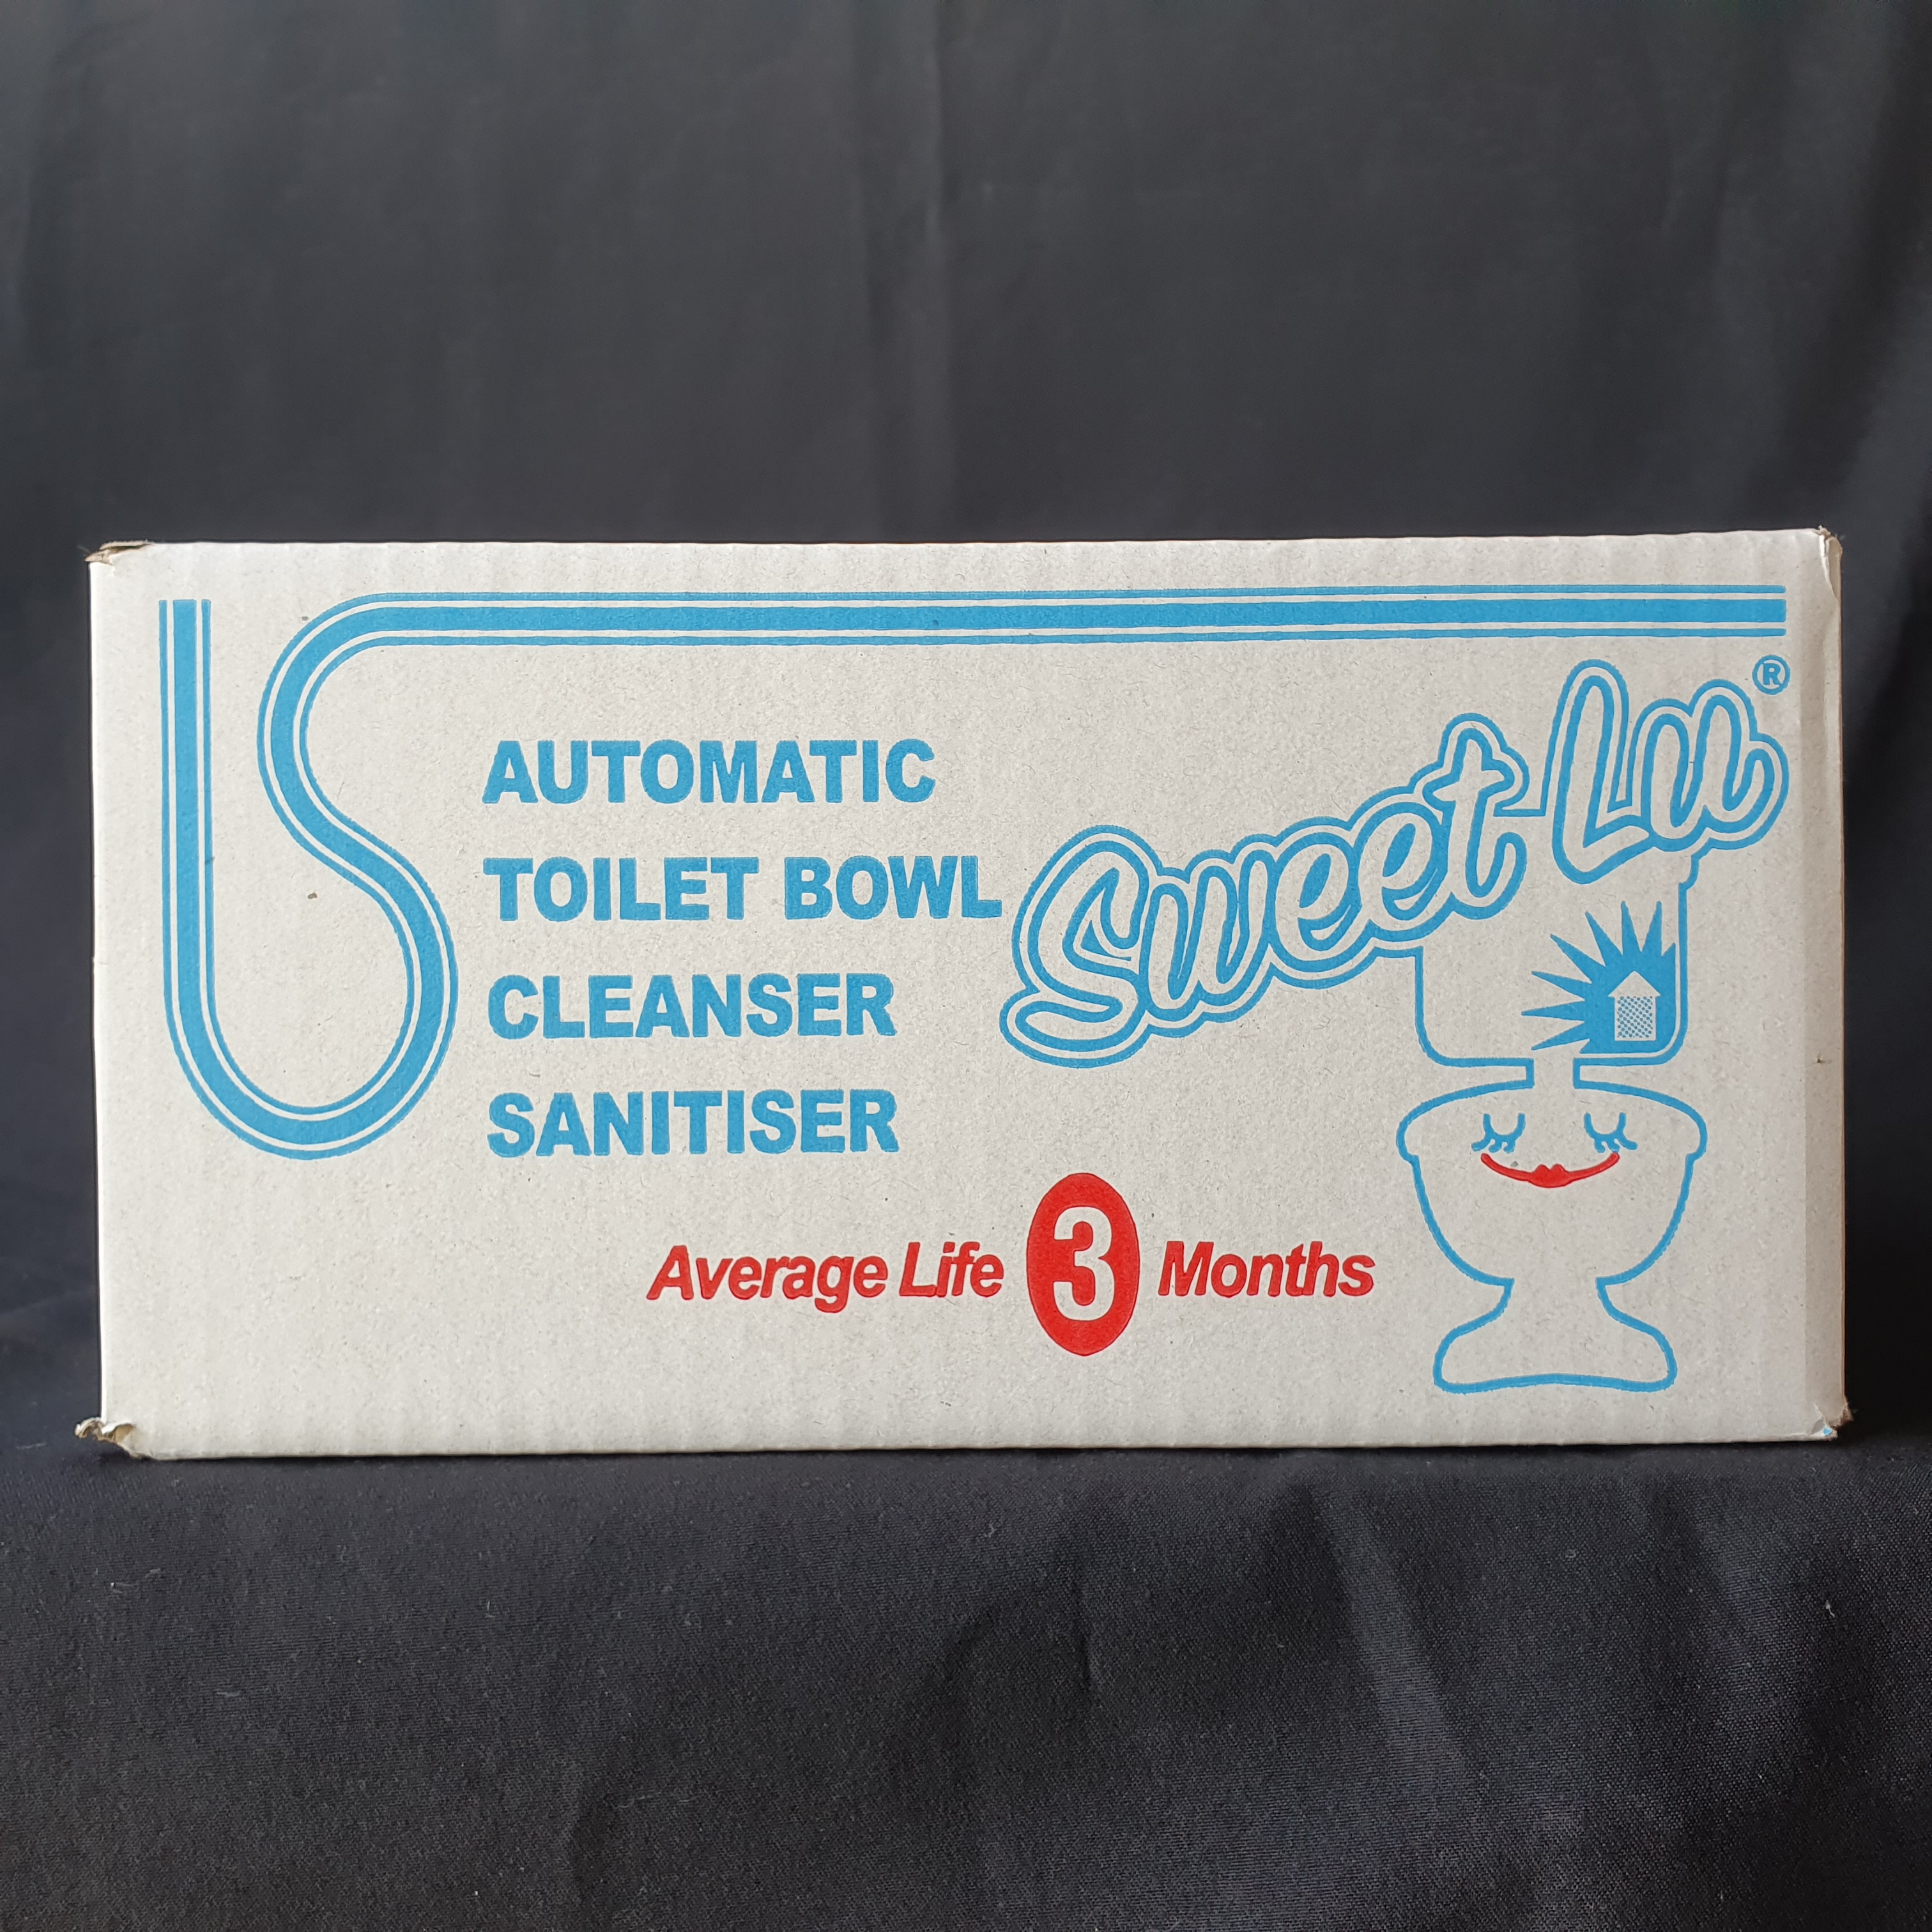 AUTOMATIC
TOILET BOWL
CLEANSER
SANITISER
Sweet Lu®
Average Life 3 Months